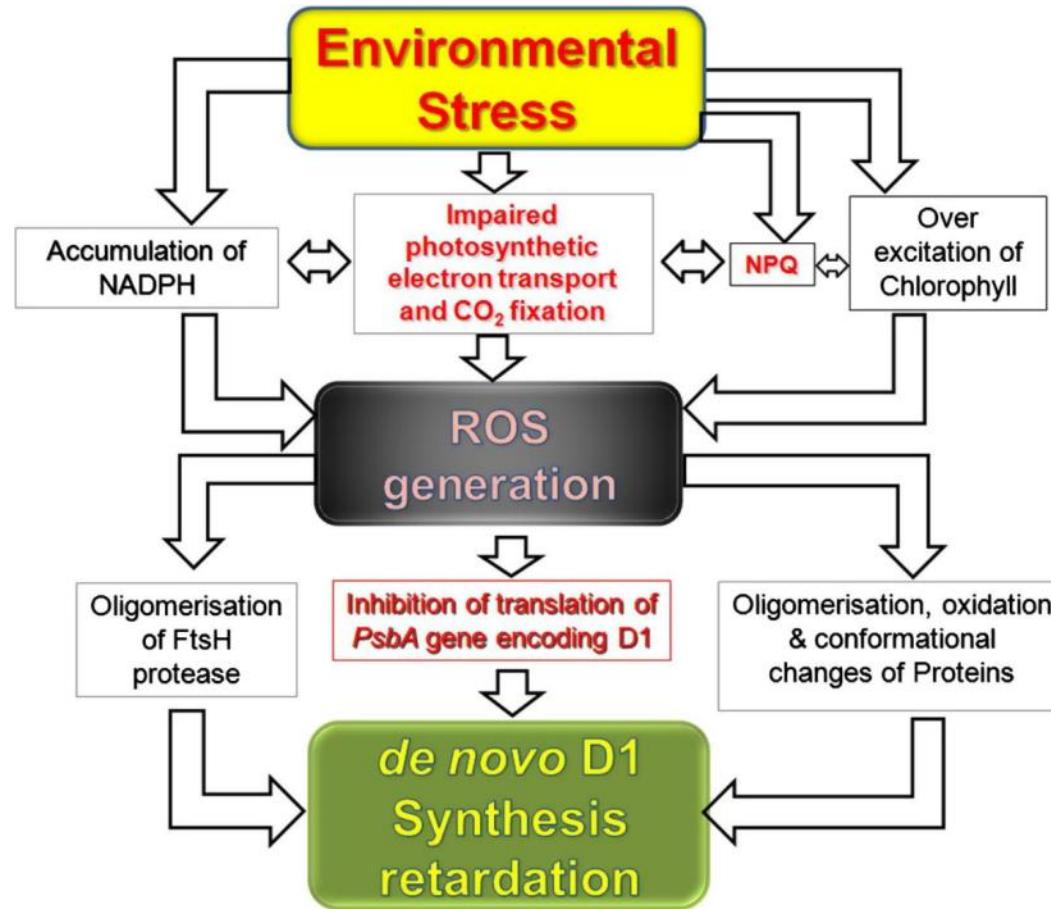 Environmental
Stress
Accumulation of
NADPH
Impaired
photosynthetic
electron transport
and CO₂ fixation
NPQ
Over
excitation of
Chlorophyll
ROS
generation
Oligomerisation
of FtsH
protease
Inhibition of translation of
PsbA gene encoding D1
Oligomerisation, oxidation
& conformational
changes of Proteins
de novo D1
Synthesis
retardation